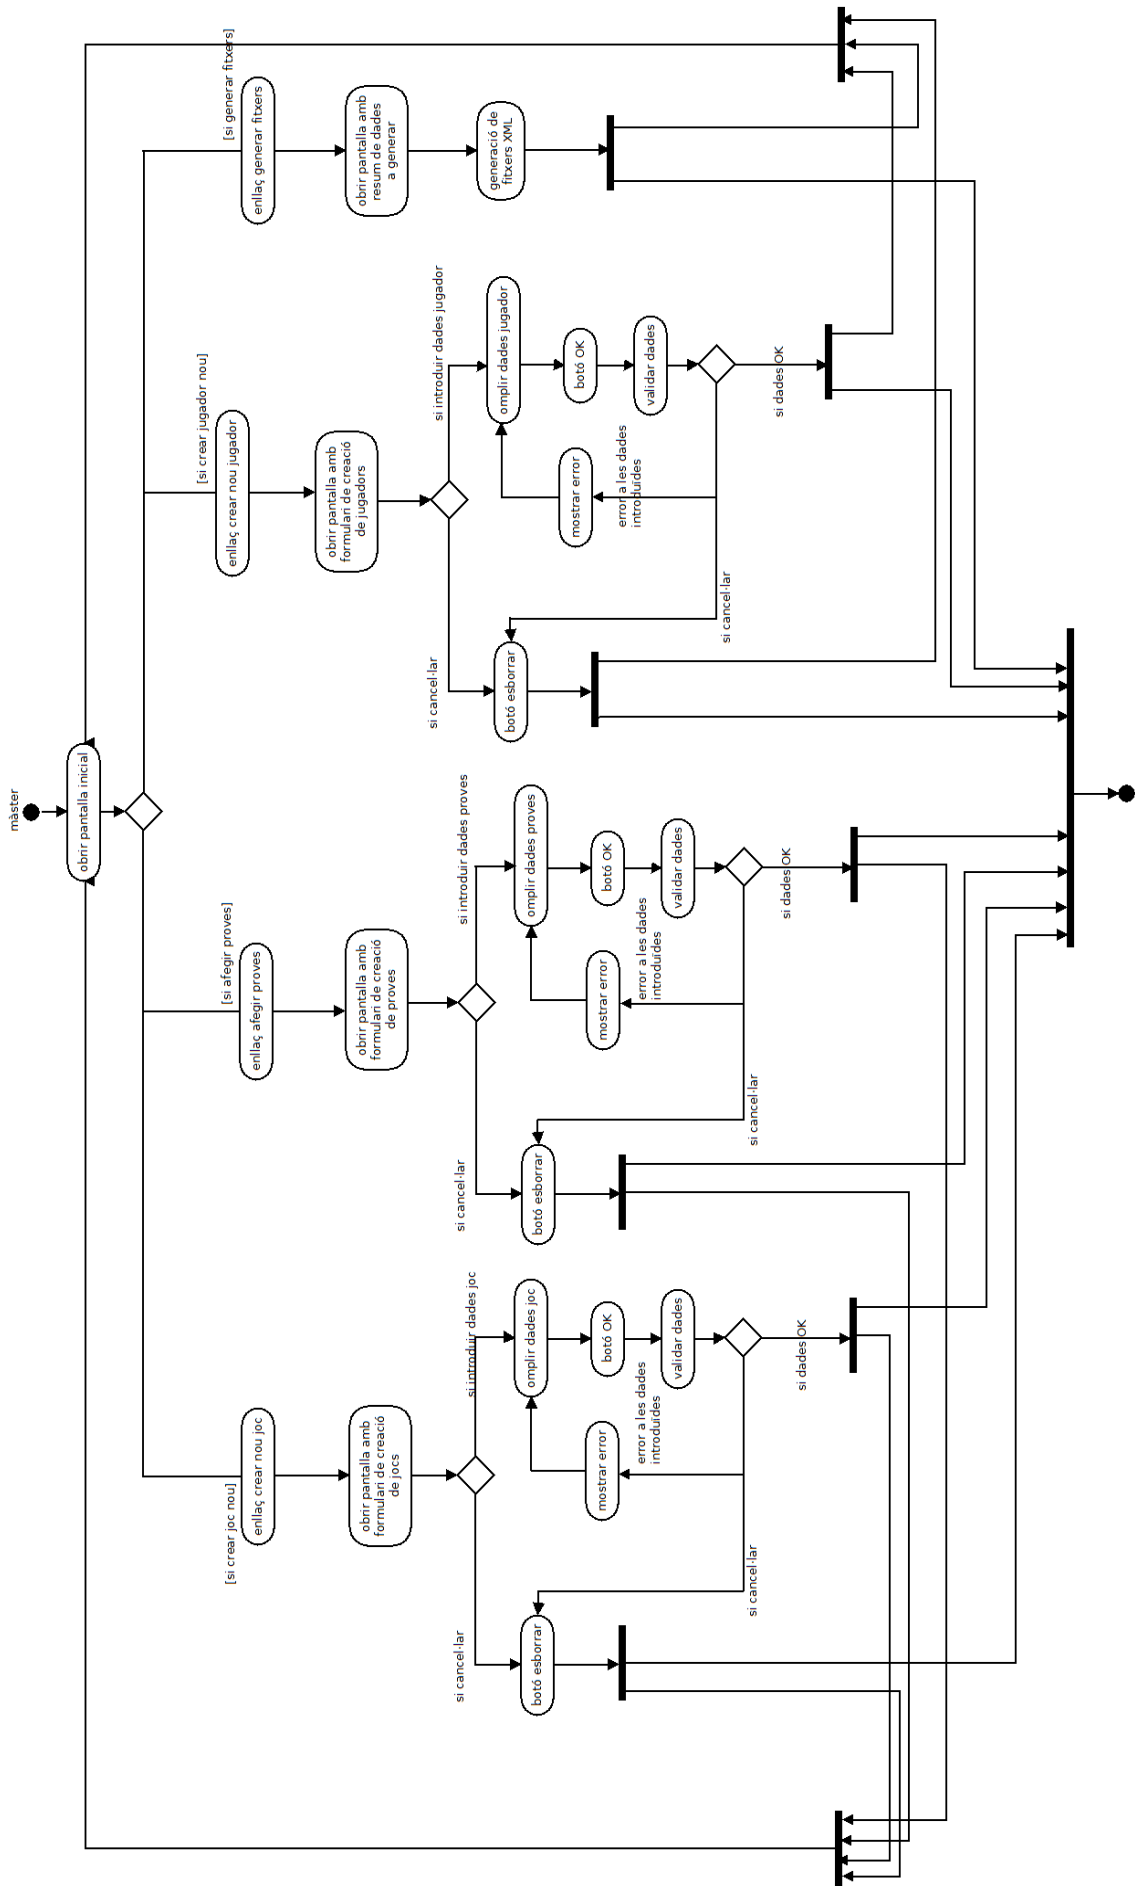 màster
obrir pantalla inicial
[si crear joc nou]
enllaç crear nou joc
obrir pantalla amb
formulari de creació
de jocs
si cancel·lar
si introduir dades joc
botó esborrar
omplir dades joc
botó OK
mostrar error
validar dades
error a les dades
introduïdes
si cancel·lar
si dades OK
[si afegir proves]
enllaç afegir proves
obrir pantalla amb
formulari de creació
de proves
si cancel·lar
si introduir dades proves
botó esborrar
omplir dades proves
botó OK
mostrar error
validar dades
error a les dades
introduïdes
si cancel·lar
si dades OK
[si crear jugador nou]
enllaç crear nou jugador
obrir pantalla amb
formulari de creació
de jugadors
si cancel·lar
si introduir dades jugador
botó esborrar
omplir dades jugador
botó OK
mostrar error
validar dades
error a les dades
introduïdes
si cancel·lar
si dades OK
[si generar fitxers]
enllaç generar fitxers
obrir pantalla amb
resum de dades
a generar
generació de
fitxers XML